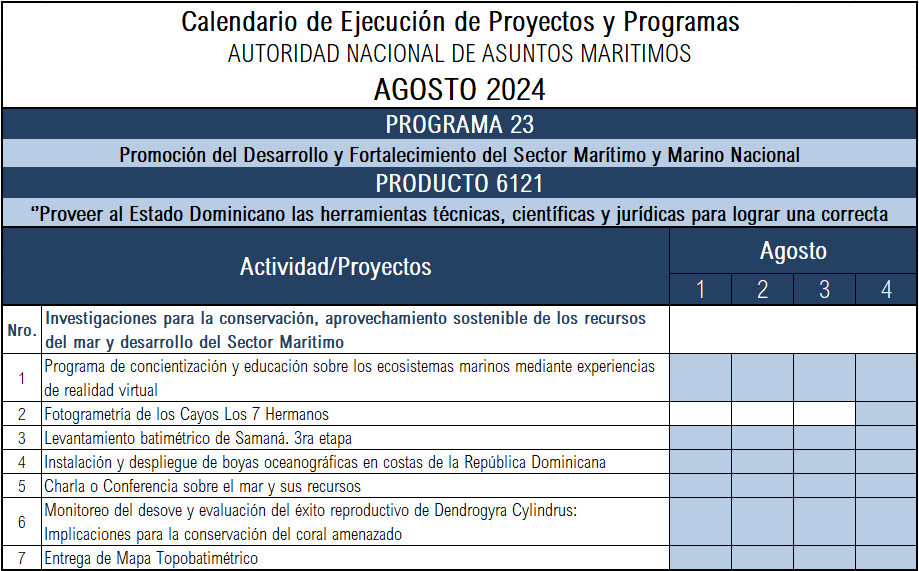 Calendario de Ejecución de Proyectos y Programas
AUTORIDAD NACIONAL DE ASUNTOS MARITIMOS
AGOSTO 2024
PROGRAMA 23
Promoción del Desarrollo y Fortalecimiento del Sector Marítimo y Marino Nacional
PRODUCTO 6121
‘’Proveer al Estado Dominicano las herramientas técnicas, científicas y jurídicas para lograr una correcta
Actividad/Proyectos
Agosto
1 2 3 4
Nro.
Investigaciones para la conservación, aprovechamiento sostenible de los recursos
del mar y desarrollo del Sector Marítimo
1
Programa de concientización y educación sobre los ecosistemas marinos mediante experiencias
de realidad virtual
2 Fotogrametría de los Cayos Los 7 Hermanos
3 Levantamiento batimétrico de Samaná. 3ra etapa
4 Instalación y despliegue de boyas oceanográficas en costas de la República Dominicana
5 Charla o Conferencia sobre el mar y sus recursos
6
Monitoreo del desove y evaluación del éxito reproductivo de Dendrogyra Cylindrus:
Implicaciones para la conservación del coral amenazado
7 Entrega de Mapa Topobatimétrico